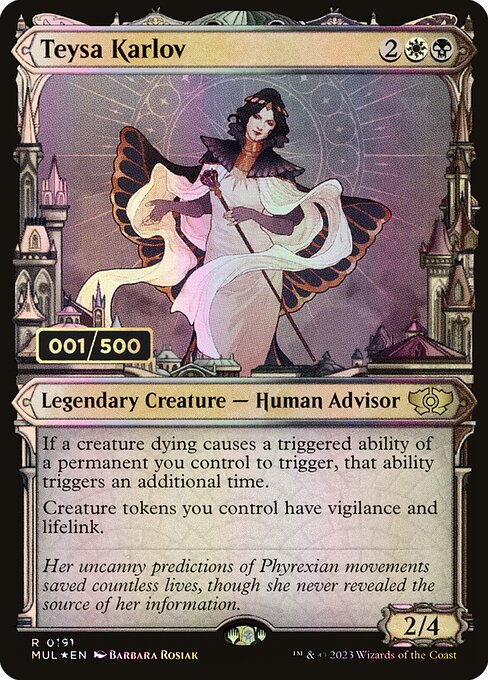 Teysa Karlov 2
001/500
Legendary Creature — Human Advisor
If a creature dying causes a triggered ability of
a permanent you control to trigger, that ability
triggers an additional time.
Creature tokens you control have vigilance and
lifelink.
Her uncanny predictions of Phyrexian movements
saved countless lives, though she never revealed the
source of her information.
2/4
R 0191
MUL★EN Barbara Rosiak
™ & © 2023 Wizards of the Coast